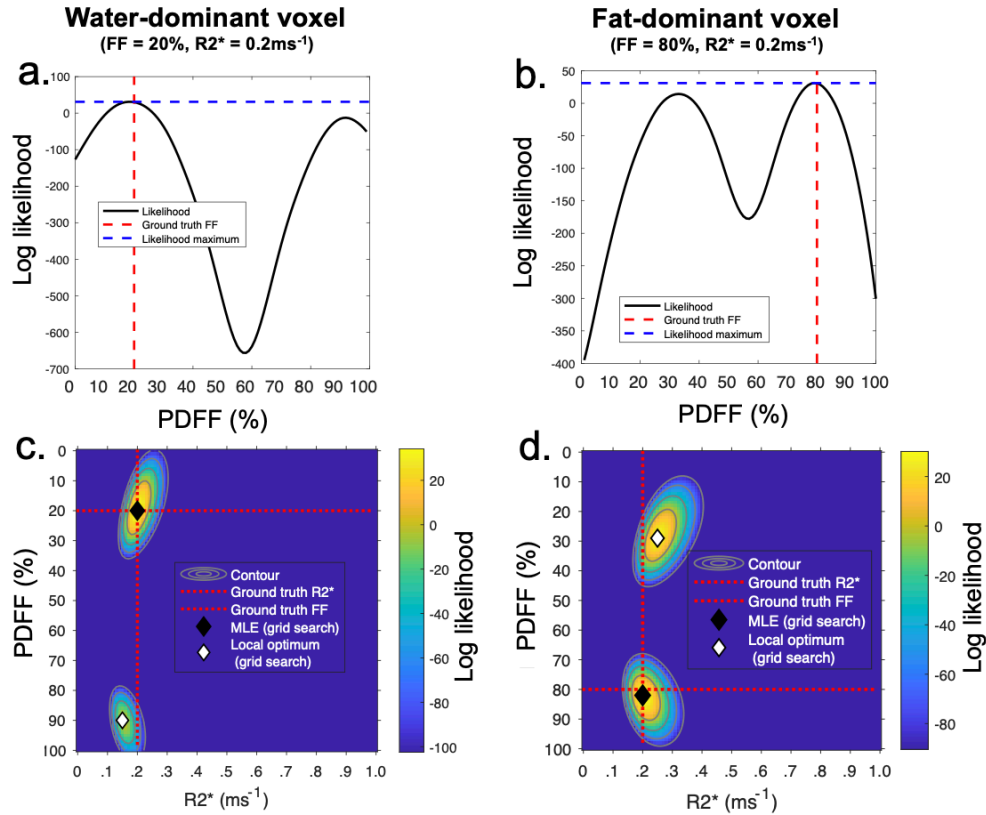 Water-dominant voxel
(FF = 20%, R2* = 0.2ms⁻¹)
Fat-dominant voxel
(FF = 80%, R2* = 0.2ms⁻¹)
a.
100
0
-100
-200
-300
-400
-500
-600
-700
Log likelihood
Likelihood
Ground truth FF
Likelihood maximum
0 10 20 30 40 50 60 70 80 90 100
PDFF (%)
b.
50
0
-50
-100
-150
-200
-250
-300
-350
-400
Log likelihood
Likelihood
Ground truth FF
Likelihood maximum
0 10 20 30 40 50 60 70 80 90 100
PDFF (%)
c.
0
10
20
30
40
50
60
70
80
90
100
PDFF (%)
Contour
Ground truth R2*
Ground truth FF
MLE (grid search)
Local optimum
(grid search)
0 .1 .2 .3 .4 .5 .6 .7 .8 .9 1.0
R2* (ms⁻¹)
20
0
-20
-40
-60
-80
-100
Log likelihood
d.
0
10
20
30
40
50
60
70
80
90
100
PDFF (%)
Contour
Ground truth R2*
Ground truth FF
MLE (grid search)
Local optimum
(grid search)
0 .1 .2 .3 .4 .5 .6 .7 .8 .9 1.0
R2* (ms⁻¹)
20
0
-20
-40
-60
-80
Log likelihood